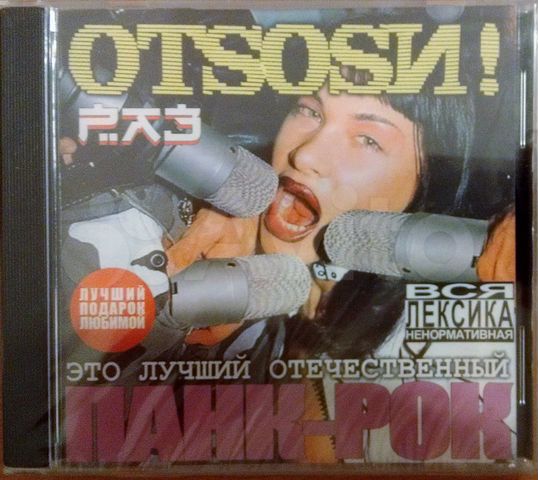 OTSOSИ!
РАЗ
ЛУЧШИЙ
ПОДАРОК
ЛЮБИМОЙ
ВСЯ
ЛЕКСИКА
НЕНОРМАТИВНАЯ
ЭТО ЛУЧШИЙ ОТЕЧЕСТВЕННЫЙ
ПАНК-РОК